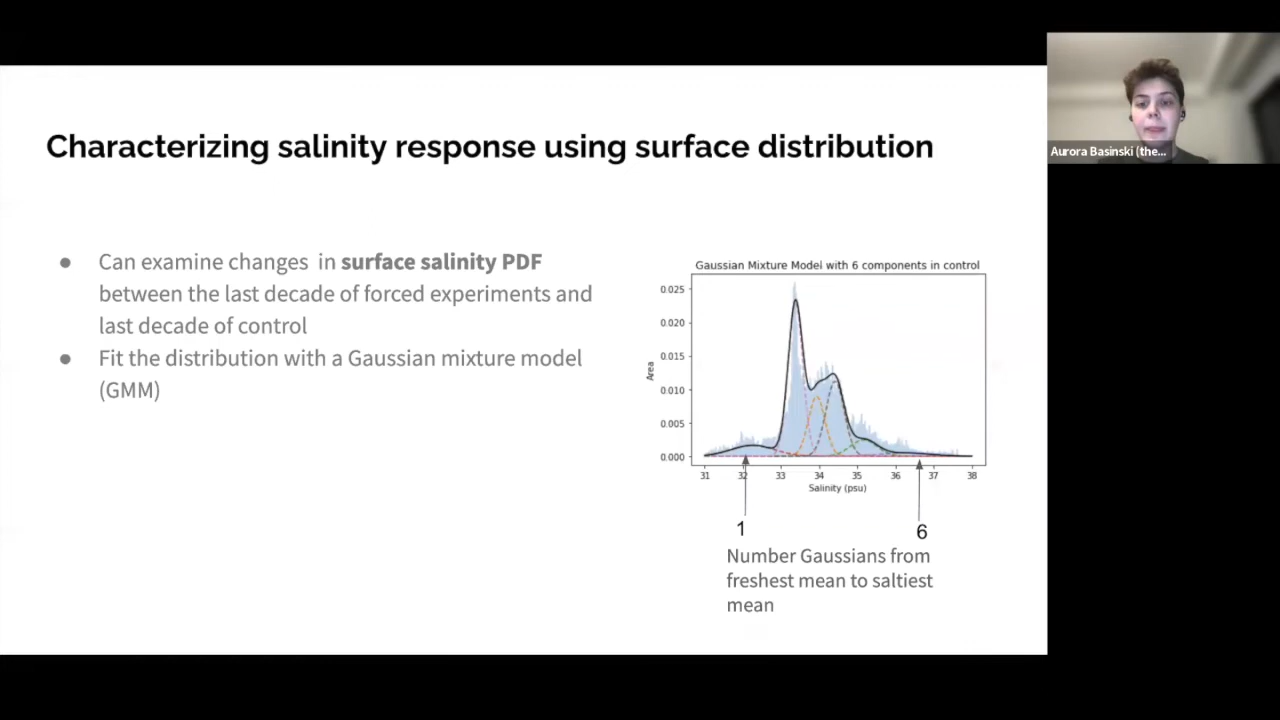 Characterizing salinity response using surface distribution
Aurora Basinski (the...
● Can examine changes in surface salinity PDF
between the last decade of forced experiments and
last decade of control
● Fit the distribution with a Gaussian mixture model
(GMM)
Gaussian Mixture Model with 6 components in control
0.025
0.020
0.015
0.010
0.005
0.000
Area
31 32 33 34 35 36 37 38
Salinity (psu)
1 6
Number Gaussians from
freshest mean to saltiest
mean